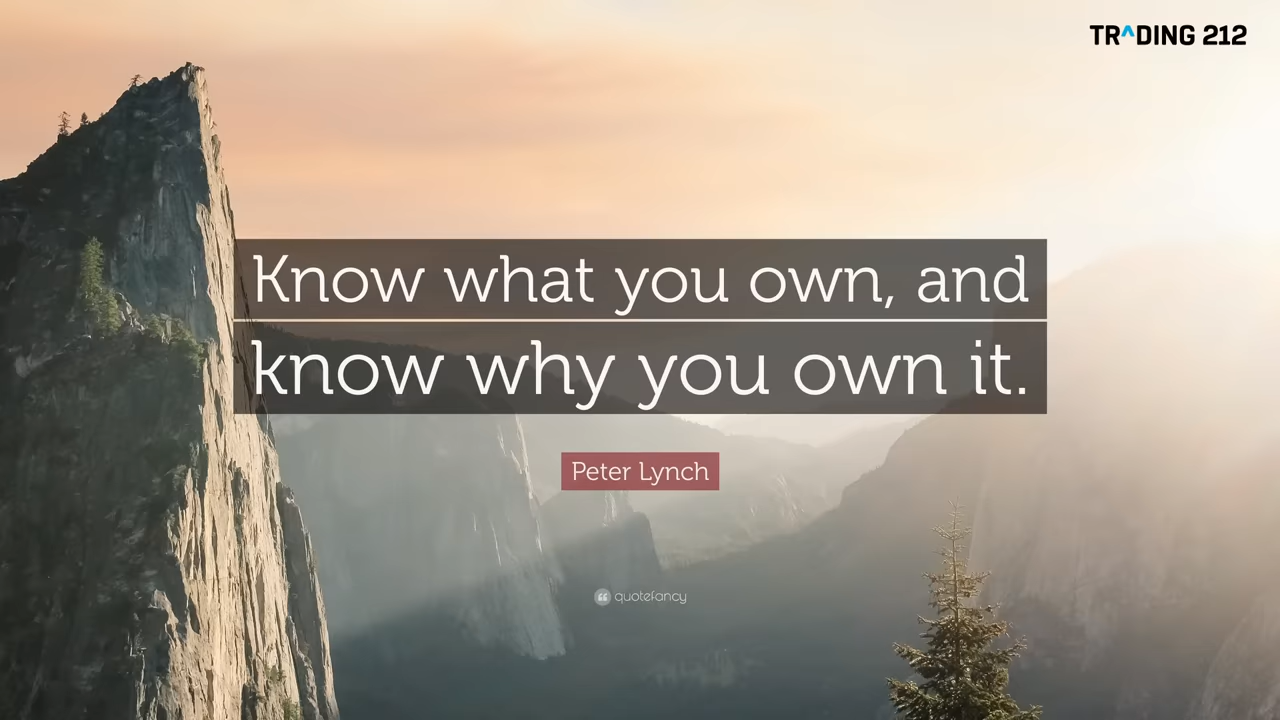 TRADING 212
Know what you own, and
know why you own it.
Peter Lynch
quotefancy